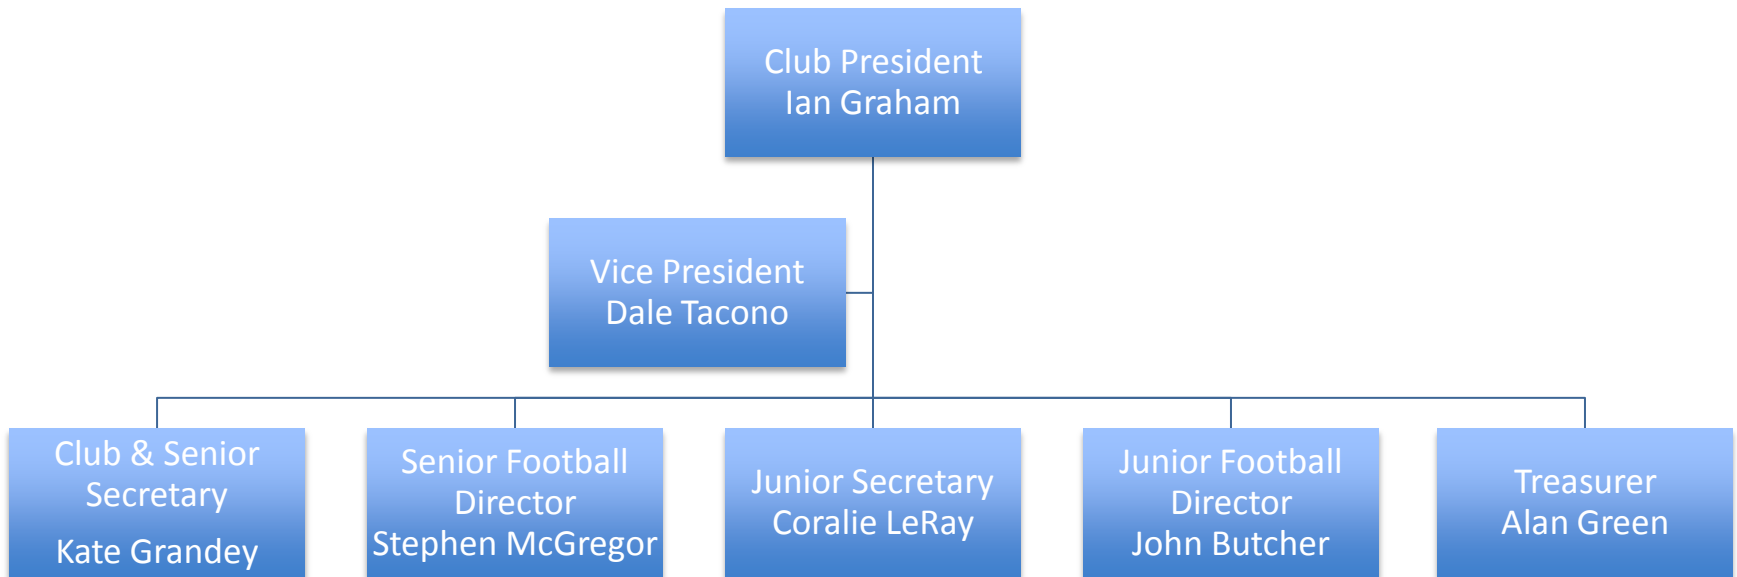 Club President
Ian Graham
Vice President
Dale Tacono
Club & Senior
Secretary
Kate Grandey
Senior Football
Director
Stephen McGregor
Junior Secretary
Coralie LeRay
Junior Football
Director
John Butcher
Treasurer
Alan Green